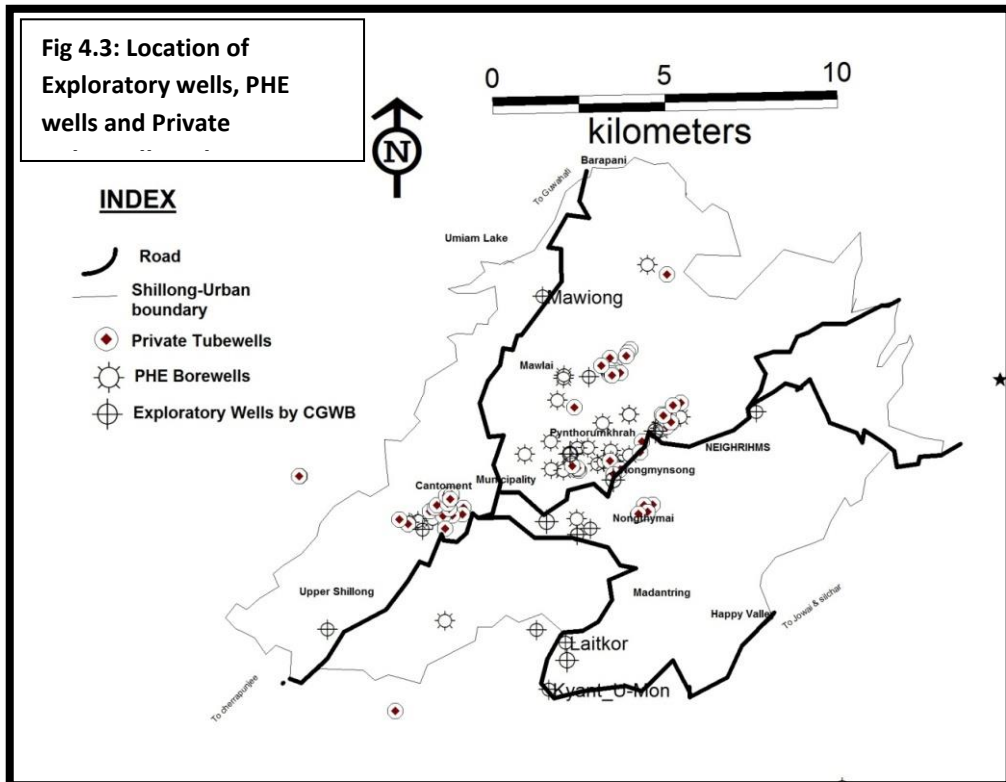 Fig 4.3: Location of
Exploratory wells, PHE
wells and Private
0 5 10
kilometers
N
INDEX
Road
Shillong-Urban
boundary
Private Tubewells
PHE Borewells
Exploratory Wells by CGWB
Barapani
To Guwahati
Umiam Lake
Mawiong
Mawlai
Pynthorumkhrah
NEIGHRIHMS
Nongmynsong
Municipality
Cantoment
Nongthymai
Upper Shillong
Madantring
Happy Valley
To Jowai & silchar
Laitkor
Kyant_U-Mon
To cherrapunjee